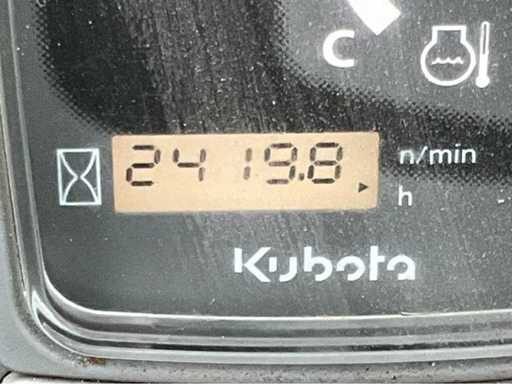 C
2419.8
n/min
h
Kubota